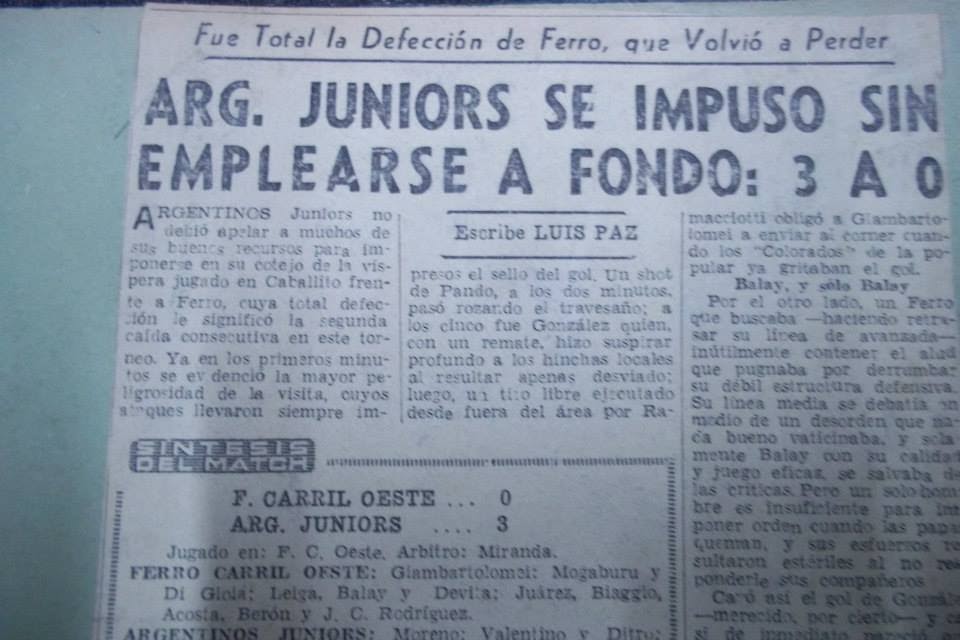 Fue Total la Defección de Ferro, que Volvió a Perder
ARG. JUNIORS SE IMPUSO SIN
EMPLEARSE A FONDO: 3 A 0
ARGENTINOS Juniors no
debió apelar a muchos de
sus buenos recursos para im-
ponerse en su cotejo de la vís-
pera jugado en Caballito fren-
te a Ferro, cuya total defec-
ción le significó la segunda
caída consecutiva en este tor-
neo. Ya en los primeros minu-
tos se evidenció la mayor pe-
ligrosidad de la visita, cuyos
ataques llevaron siempre im-
Escribe LUIS PAZ
presos el sello del gol. Un shot
de Pando, a los dos minutos,
pasó rozando el travesaño; a
los cinco fue González quien,
con un remate, hizo suspirar
profundo a los hinchas locales
al resultar apenas desviado;
luego, un tiro libre ejecutado
desde fuera del área por Ra-
macciotti obligó a Giambarto-
lomei a enviar al corner cuan-
do los "Colorados" de la po-
pular ya gritaban el gol.
Balay, y sólo Balay
Por el otro lado, un Ferro
que buscaba —haciendo retra-
sar su línea de avanzada—
inútilmente contener el alud
que pugnaba por derrumbar
su débil estructura defensiva.
Su línea media se debatía en
medio de un desorden que na-
da bueno vaticinaba, y sola-
mente Balay con su calidad
y juego eficaz, se salvaba de
las críticas. Pero un solo hom-
bre es insuficiente para im-
poner orden cuando las papas
queman, y sus esfuerzos re-
sultaron estériles al no res-
ponderle sus compañeros
Cayó así el gol de Gonzál
—merecido, por cierto— y
SINTESIS
DEL MATCH
F. CARRIL OESTE ... 0
ARG. JUNIORS .... 3
Jugado en: F. C. Oeste. Arbitro: Miranda.
FERRO CARRIL OESTE: Giambartolomei: Mogaburu y
Di Gioia; Leiga, Balay y Devita; Juárez, Biaggio,
Acosta, Berón y J. C. Rodríguez.
ARGENTINOS JUNIORS: Moreno; Valentino y Ditro;